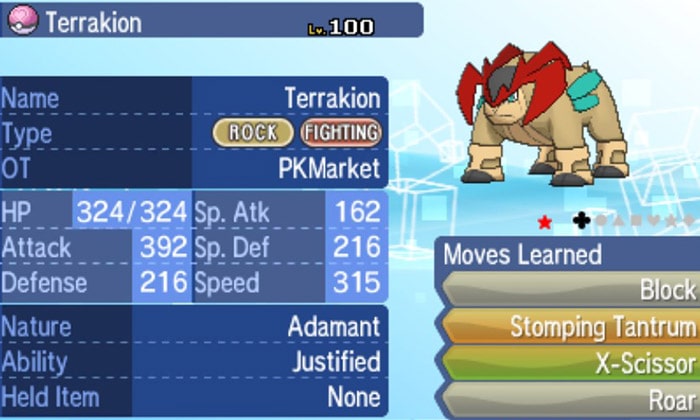 Terrakion Lv.100
Name Terrakion
Type ROCK FIGHTING
OT PKMarket
HP 324/324 Sp. Atk 162
Attack 392 Sp. Def 216
Defense 216 Speed 315
Nature Adamant
Ability Justified
Held Item None
Moves Learned
Block
Stomping Tantrum
X-Scissor
Roar